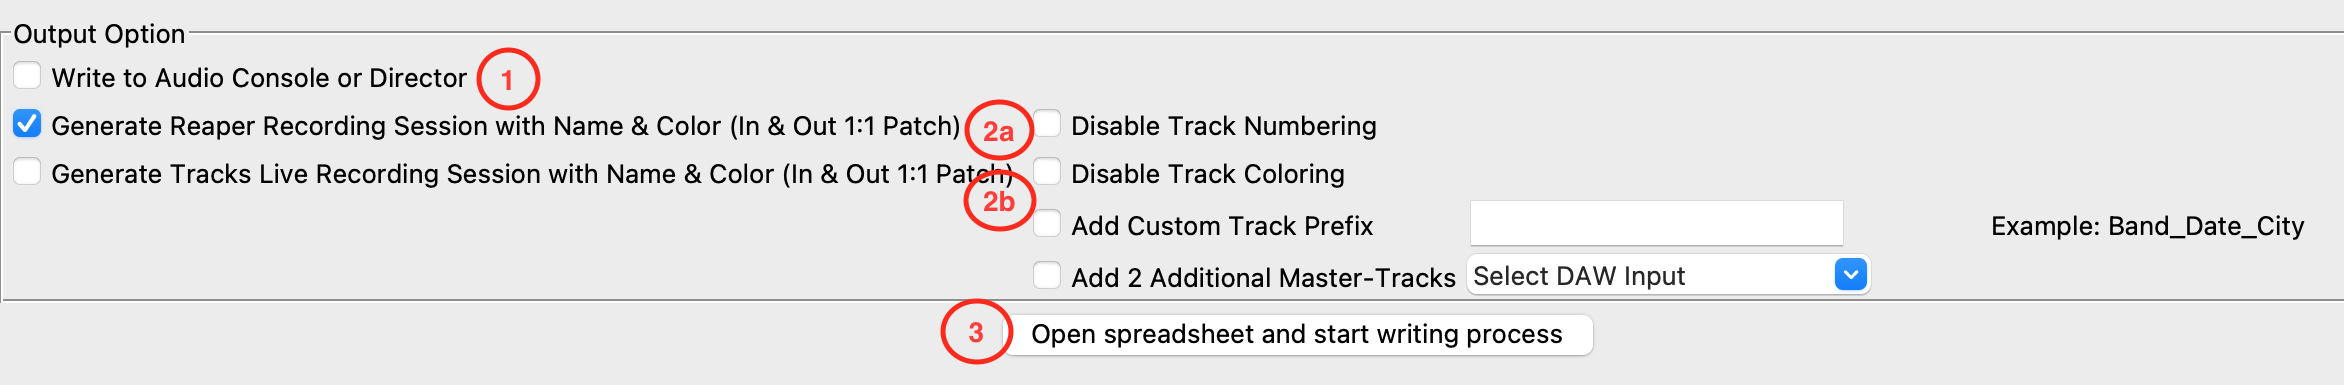 Output Option
Write to Audio Console or Director 1
Generate Reaper Recording Session with Name & Color (In & Out 1:1 Patch) 2a Disable Track Numbering
Generate Tracks Live Recording Session with Name & Color (In & Out 1:1 Patch) Disable Track Coloring
2b
Add Custom Track Prefix Example: Band_Date_City
Add 2 Additional Master-Tracks Select DAW Input
3 Open spreadsheet and start writing process